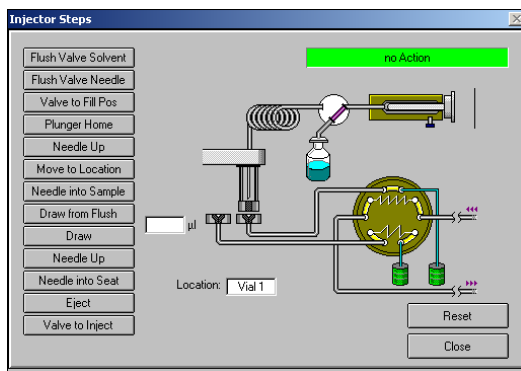 Injector Steps
Flush Valve Solvent
Flush Valve Needle
Valve to Fill Pos
Plunger Home
Needle Up
Move to Location
Needle into Sample
Draw from Flush
Draw
Needle Up
Needle into Seat
Eject
Valve to Inject
no Action
µl
Location: Vial 1
Reset
Close